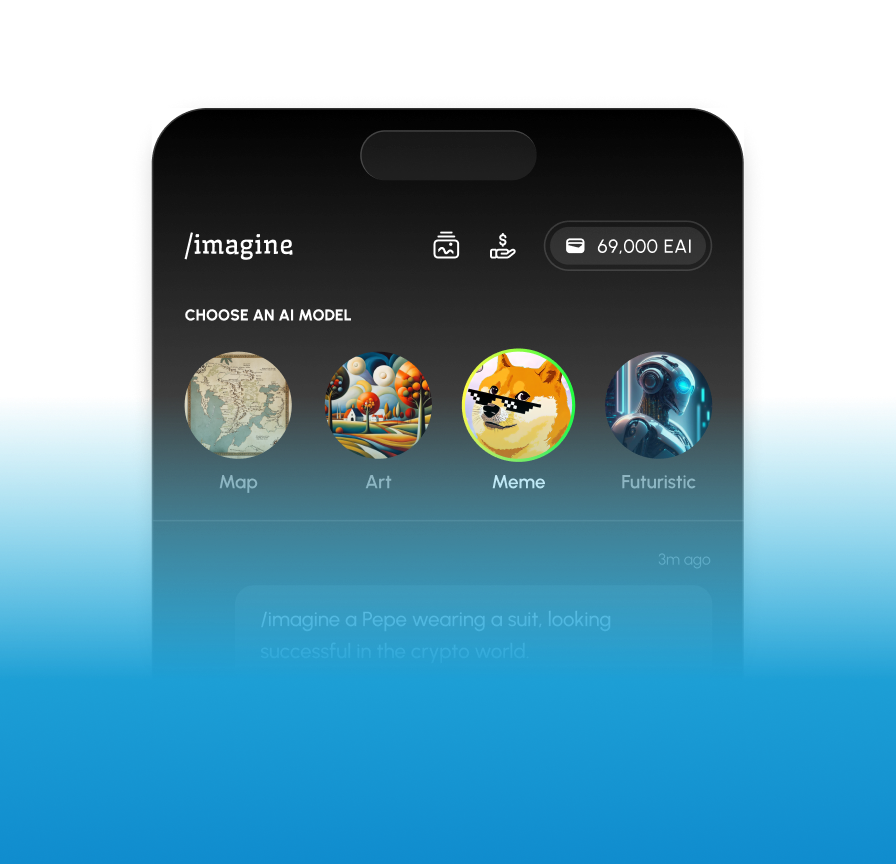 /imagine
69,000 EAI
CHOOSE AN AI MODEL
Map
Art
Meme
Futuristic
3m ago
/imagine a Pepe wearing a suit, looking
successful in the crypto world.